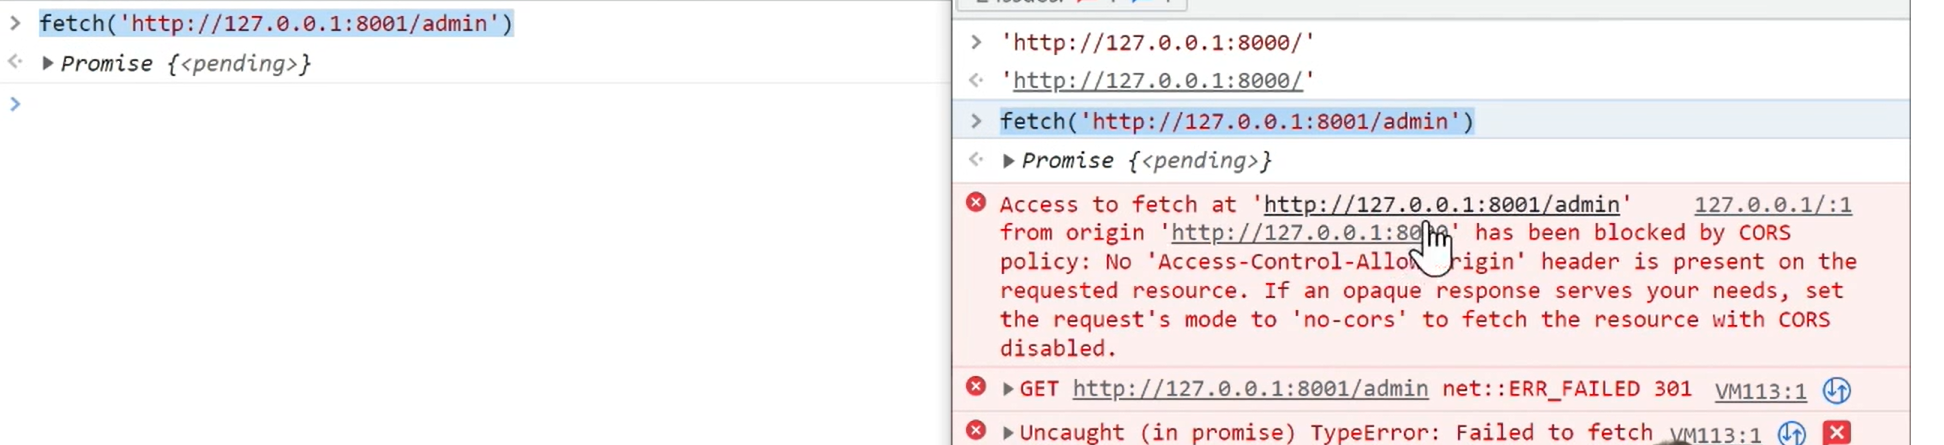 fetch('http://127.0.0.1:8001/admin')
Promise {<pending>}
'http://127.0.0.1:8000/'
'http://127.0.0.1:8000/'
fetch('http://127.0.0.1:8001/admin')
Promise {<pending>}
Access to fetch at 'http://127.0.0.1:8001/admin' 127.0.0.1/:1
from origin 'http://127.0.0.1:8000' has been blocked by CORS
policy: No 'Access-Control-Allow-Origin' header is present on the
requested resource. If an opaque response serves your needs, set
the request's mode to 'no-cors' to fetch the resource with CORS
disabled.
GET http://127.0.0.1:8001/admin net::ERR_FAILED 301 VM113:1
Uncaught (in promise) TypeError: Failed to fetch VM113:1